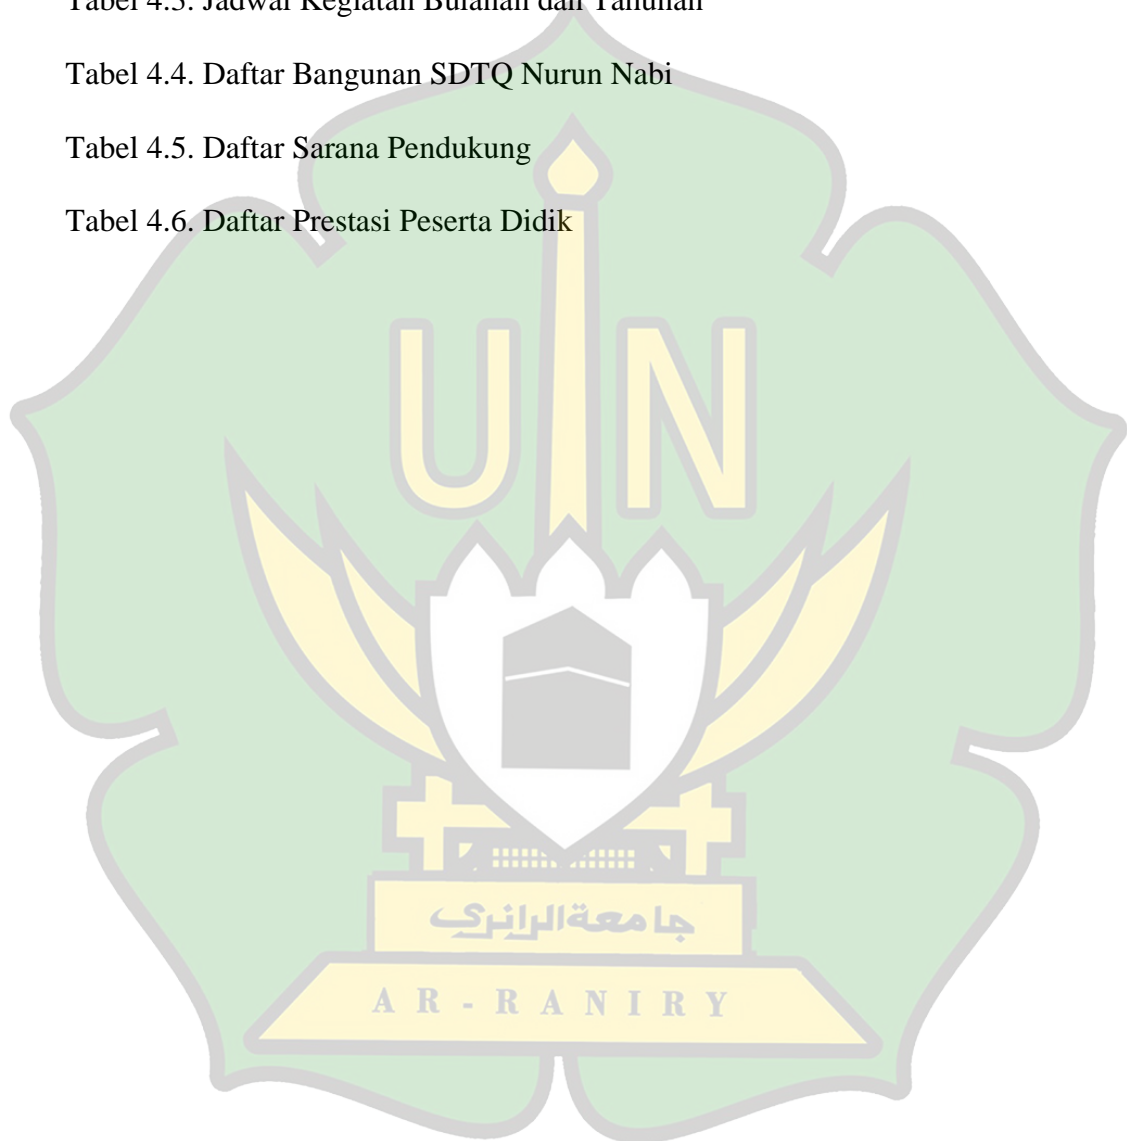 Tabel 4.3. Jadwal Kegiatan Bulanan dan Tahunan
Tabel 4.4. Daftar Bangunan SDTQ Nurun Nabi
Tabel 4.5. Daftar Sarana Pendukung
Tabel 4.6. Daftar Prestasi Peserta Didik
UIN
جامعةالرانري
AR-RANIRY